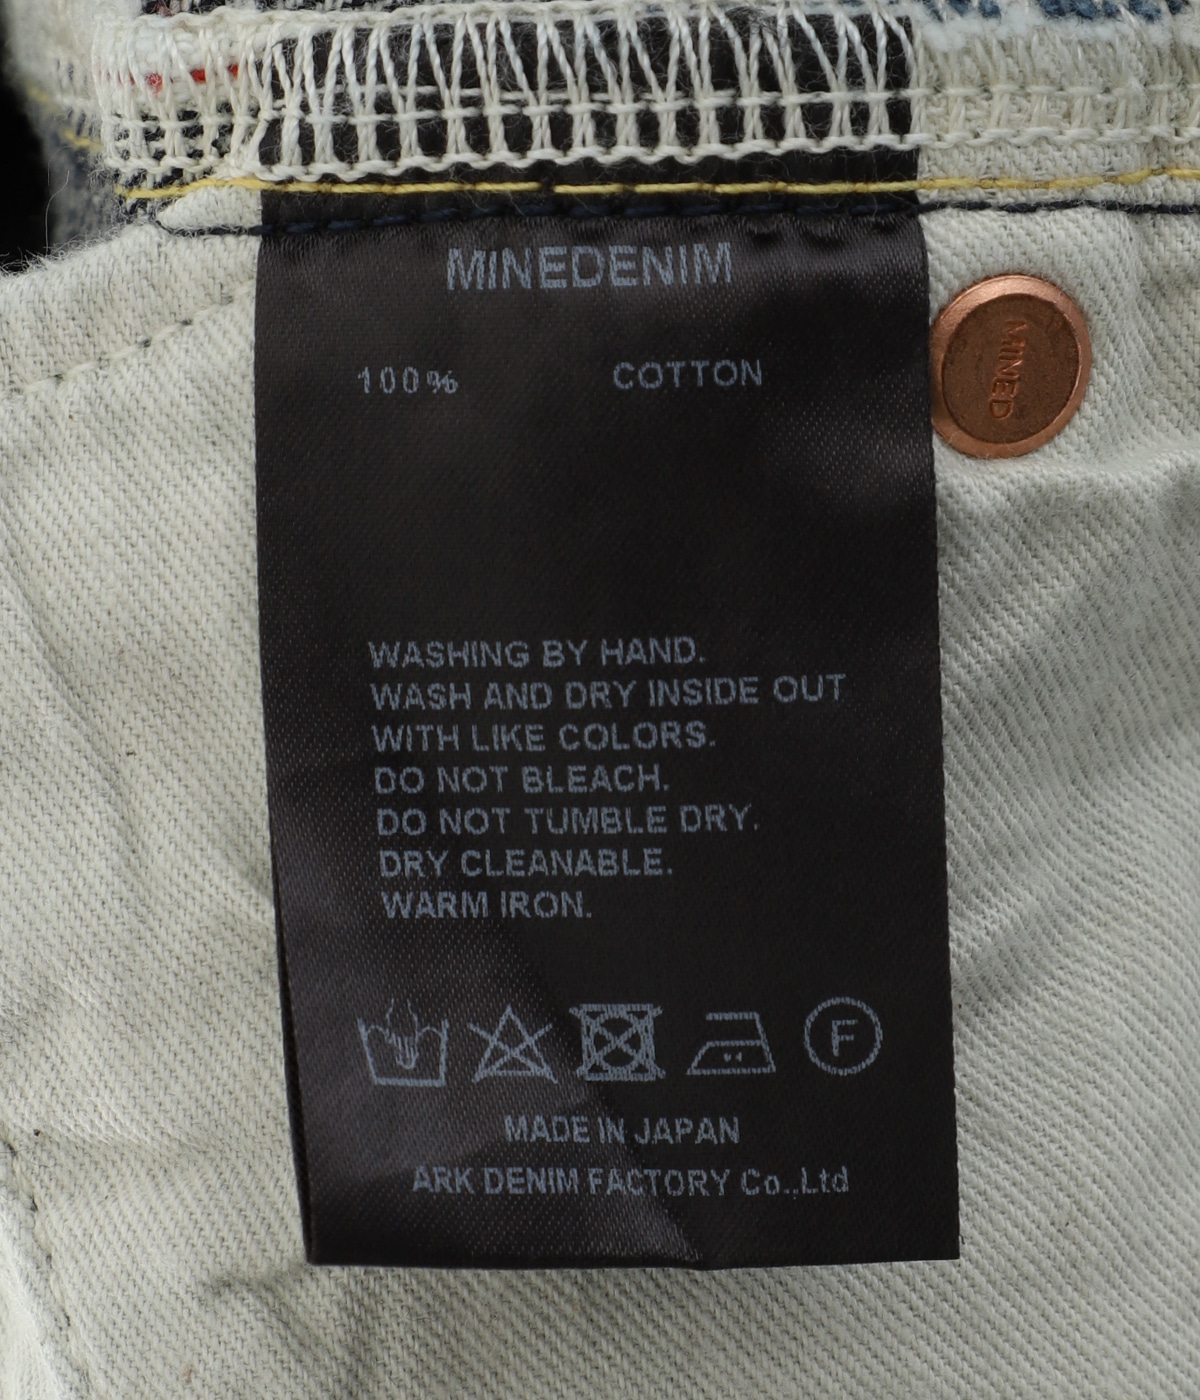 MINEDENIM
100% COTTON
MINED
WASHING BY HAND.
WASH AND DRY INSIDE OUT
WITH LIKE COLORS.
DO NOT BLEACH.
DO NOT TUMBLE DRY.
DRY CLEANABLE.
WARM IRON.
F
MADE IN JAPAN
ARK DENIM FACTORY Co.,Ltd